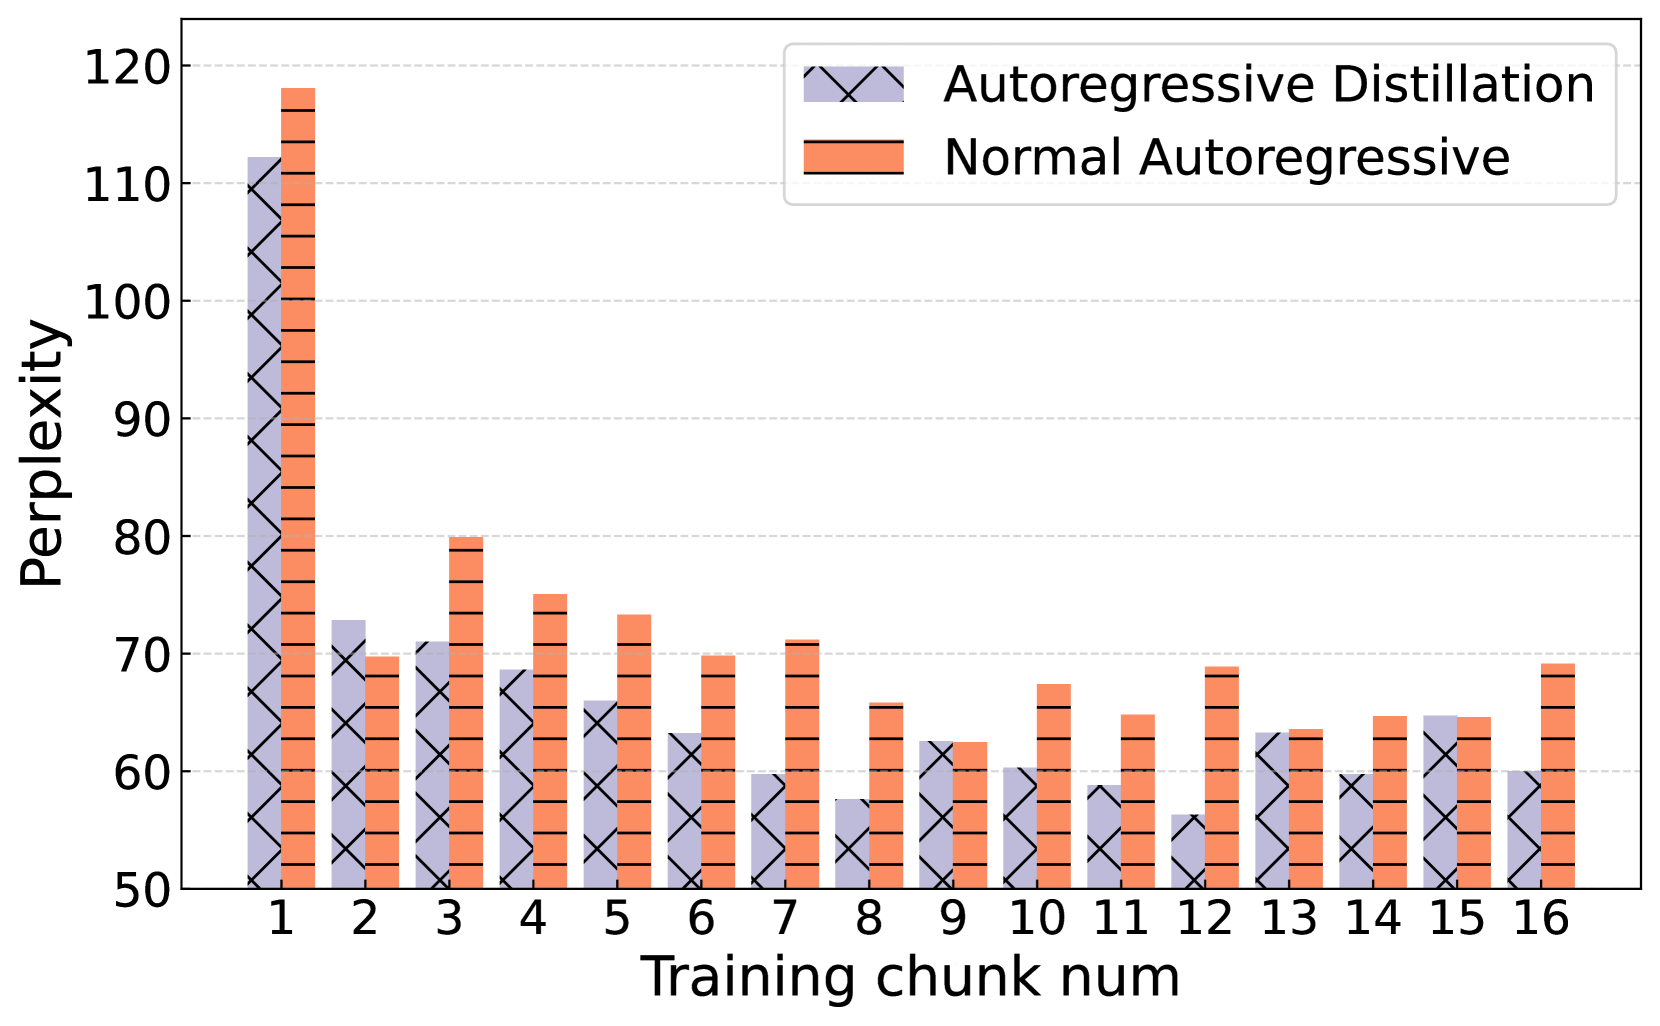 120
110
100
90
80
70
60
50
Perplexity
Autoregressive Distillation
Normal Autoregressive
1 2 3 4 5 6 7 8 9 10 11 12 13 14 15 16
Training chunk num